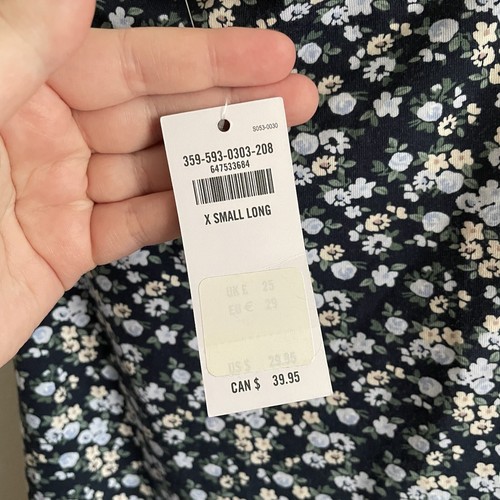 S053-0030
359-593-0303-208
647533684
X SMALL LONG
UK £ 25
EU € 29
US $ 29.95
CAN $ 39.95